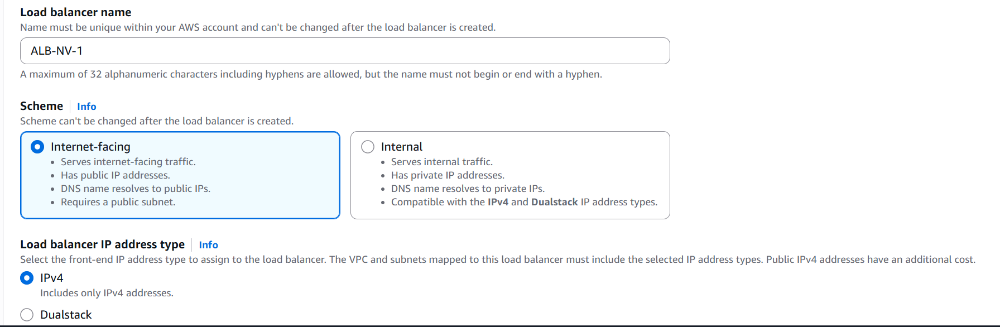 Load balancer name
Name must be unique within your AWS account and can't be changed after the load balancer is created.
ALB-NV-1
A maximum of 32 alphanumeric characters including hyphens are allowed, but the name must not begin or end with a hyphen.
Scheme Info
Scheme can't be changed after the load balancer is created.
Internet-facing
• Serves internet-facing traffic.
• Has public IP addresses.
• DNS name resolves to public IPs.
• Requires a public subnet.
Internal
• Serves internal traffic.
• Has private IP addresses.
• DNS name resolves to private IPs.
• Compatible with the IPv4 and Dualstack IP address types.
Load balancer IP address type Info
Select the front-end IP address type to assign to the load balancer. The VPC and subnets mapped to this load balancer must include the selected IP address types. Public IPv4 addresses have an additional cost.
IPv4
Includes only IPv4 addresses.
Dualstack